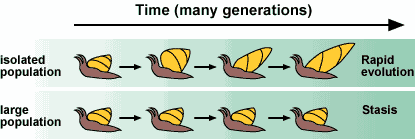 Time (many generations)
isolated
population
Rapid
evolution
large
population
Stasis